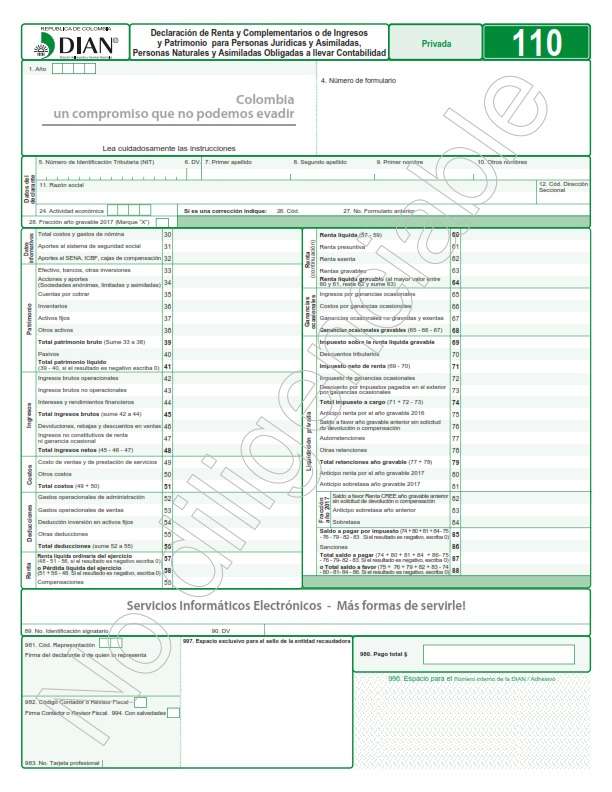 REPUBLICA DE COLOMBIA
DIAN®
Declaración de Renta y Complementarios o de Ingresos
y Patrimonio para Personas Jurídicas y Asimiladas,
Personas Naturales y Asimiladas Obligadas a llevar Contabilidad
Privada
110
1. Año
4. Número de formulario
Colombia
un compromiso que no podemos evadir
Lea cuidadosamente las instrucciones
Datos del declarante
5. Número de Identificación Tributaria (NIT)
6. DV.
7. Primer apellido
8. Segundo apellido
9. Primer nombre
10. Otros nombres
11. Razón social
12. Cód. Dirección
Seccional
24. Actividad económica
Si es una corrección indique:
26. Cód.
27. No. Formulario anterior
28. Fracción año gravable 2017 (Marque "X")
Datos informativos
Total costos y gastos de nómina 30
Aportes al sistema de seguridad social 31
Aportes al SENA, ICBF, cajas de compensación 32
Patrimonio
Efectivo, bancos, otras inversiones 33
Acciones y aportes
(Sociedades anónimas, limitadas y asimiladas) 34
Cuentas por cobrar 35
Inventarios 36
Activos fijos 37
Otros activos 38
Total patrimonio bruto (Sume 33 a 38) 39
Pasivos 40
Total patrimonio líquido
(39 - 40, si el resultado es negativo escriba 0) 41
Ingresos
Ingresos brutos operacionales 42
Ingresos brutos no operacionales 43
Intereses y rendimientos financieros 44
Total ingresos brutos (sume 42 a 44) 45
Devoluciones, rebajas y descuentos en ventas 46
Ingresos no constitutivos de renta
ni ganancia ocasional 47
Total ingresos netos (45 - 46 - 47) 48
Costos
Costo de ventas y de prestación de servicios 49
Otros costos 50
Total costos (49 + 50) 51
Deducciones
Gastos operacionales de administración 52
Gastos operacionales de ventas 53
Deducción inversión en activos fijos 54
Otras deducciones 55
Total deducciones (sume 52 a 55) 56
Renta
Renta líquida ordinaria del ejercicio
(48 - 51 - 56, si el resultado es negativo escriba 0) 57
o Pérdida líquida del ejercicio
(51 + 56 - 48. Si el resultado es negativo, escriba 0) 58
Compensaciones 59
Renta (continuación)
Renta líquida (57 - 59) 60
Renta presuntiva 61
Renta exenta 62
Rentas gravables 63
Renta líquida gravable (al mayor valor entre
60 y 61, reste 62 y sume 63) 64
Ganancias ocasionales
Ingresos por ganancias ocasionales 65
Costos por ganancias ocasionales 66
Ganancias ocasionales no gravadas y exentas 67
Ganancias ocasionales gravables (65 - 66 - 67) 68
Liquidación privada
Impuesto sobre la renta líquida gravable 69
Descuentos tributarios 70
Impuesto neto de renta (69 - 70) 71
Impuesto de ganancias ocasionales 72
Descuento por impuestos pagados en el exterior
por ganancias ocasionales 73
Total impuesto a cargo (71 + 72 - 73) 74
Anticipo renta por el año gravable 2016 75
Saldo a favor año gravable anterior sin solicitud
de devolución o compensación 76
Autorretenciones 77
Otras retenciones 78
Total retenciones año gravable (77 + 78) 79
Anticipo renta por el año gravable 2017 80
Anticipo sobretasa año gravable 2017 81
Fracción año 2017
Saldo a favor Renta CREE año gravable anterior
sin solicitud de devolución o compensación 82
Anticipo sobretasa año anterior 83
Sobretasa 84
Saldo a pagar por impuesto (74 + 80 + 81 + 84- 75
- 76 - 79 - 82 - 83 . Si el resultado es negativo, escriba 0) 85
Sanciones 86
Total saldo a pagar (74 + 80 + 81 + 84 + 86- 75
- 76 - 79 - 82 - 83. Si el resultado es negativo, escriba 0) 87
o Total saldo a favor (75 + 76 + 79 + 82 + 83 - 74
- 80 - 81- 84 - 86. Si el resultado es negativo, escriba 0) 88
Servicios Informáticos Electrónicos - Más formas de servirle!
89. No. Identificación signatario
90. DV
981. Cód. Representación
Firma del declarante o de quien lo representa
997. Espacio exclusivo para el sello de la entidad recaudadora
980. Pago total $
996. Espacio para el número interno de la DIAN / Adhesivo
982. Código Contador o Revisor Fiscal
Firma Contador o Revisor Fiscal.
994. Con salvedades
983. No. Tarjeta profesional
No diligenciable